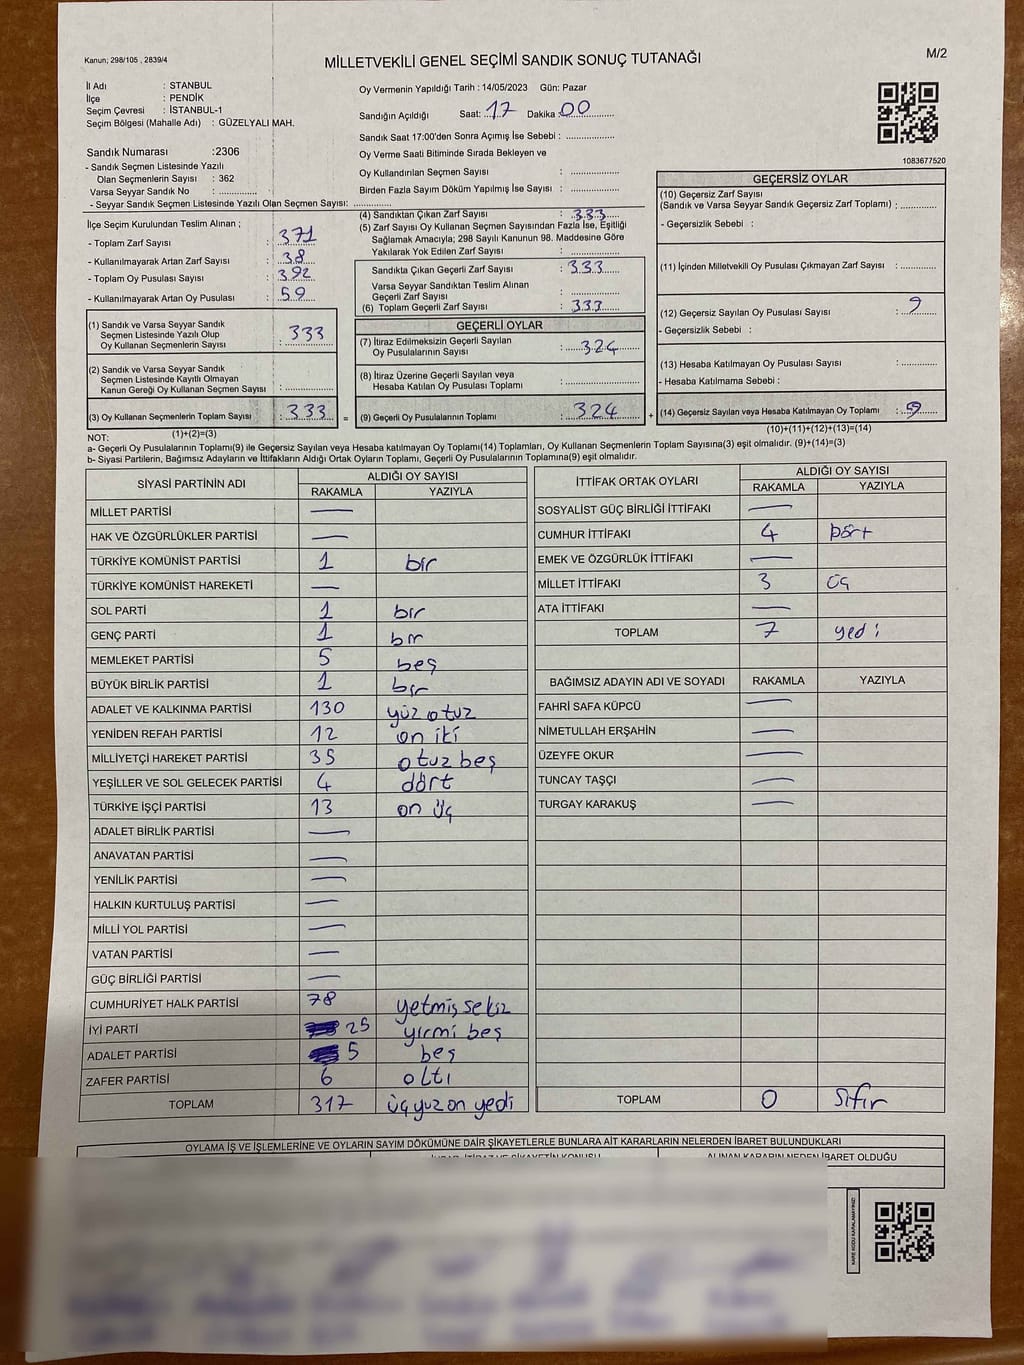 Kanun; 298/105 , 2839/4
MİLLETVEKİLİ GENEL SEÇİMİ SANDIK SONUÇ TUTANAĞI
M/2
İl Adı : STANBUL
İlçe : PENDİK
Seçim Çevresi : İSTANBUL-1
Seçim Bölgesi (Mahalle Adı) : GÜZELYALI MAH.
Sandık Numarası :2306
- Sandık Seçmen Listesinde Yazılı
Olan Seçmenlerin Sayısı : 362
Varsa Seyyar Sandık No :
- Seyyar Sandık Seçmen Listesinde Yazılı Olan Seçmen Sayısı:
Oy Vermenin Yapıldığı Tarih : 14/05/2023 Gün: Pazar
Sandığın Açıldığı Saat: 17 Dakika : 00
Sandık Saat 17:00'den Sonra Açımış İse Sebebi :
Oy Verme Saati Bitiminde Sırada Bekleyen ve
Oy Kullandırılan Seçmen Sayısı :
Birden Fazla Sayım Döküm Yapılmış İse Sayısı :
1083677520
İlçe Seçim Kurulundan Teslim Alınan ;
- Toplam Zarf Sayısı : 371
- Kullanılmayarak Artan Zarf Sayısı : 38
- Toplam Oy Pusulası Sayısı : 392
- Kullanılmayarak Artan Oy Pusulası : 59
(1) Sandık ve Varsa Seyyar Sandık
Seçmen Listesinde Yazılı Olup
Oy Kullanan Seçmenlerin Sayısı : 333
(2) Sandık ve Varsa Seyyar Sandık
Seçmen Listesinde Kayıtlı Olmayan
Kanun Gereği Oy Kullanan Seçmen Sayısı :
(3) Oy Kullanan Seçmenlerin Toplam Sayısı : 333 =
(1)+(2)=(3)
(4) Sandıktan Çıkan Zarf Sayısı : 333
(5) Zarf Sayısı Oy Kullanan Seçmen Sayısından Fazla İse, Eşitliği
Sağlamak Amacıyla; 298 Sayılı Kanunun 98. Maddesine Göre
Yakılarak Yok Edilen Zarf Sayısı :
Sandıkta Çıkan Geçerli Zarf Sayısı : 333
Varsa Seyyar Sandıktan Teslim Alınan
Geçerli Zarf Sayısı :
(6) Toplam Geçerli Zarf Sayısı : 333
GEÇERLİ OYLAR
(7) İtiraz Edilmeksizin Geçerli Sayılan
Oy Pusulalarının Sayısı : 324
(8) İtiraz Üzerine Geçerli Sayılan veya
Hesaba Katılan Oy Pusulası Toplamı :
(9) Geçerli Oy Pusulalarının Toplamı : 324 +
GEÇERSİZ OYLAR
(10) Geçersiz Zarf Sayısı
(Sandık ve Varsa Seyyar Sandık Geçersiz Zarf Toplamı) :
- Geçersizlik Sebebi :
(11) İçinden Milletvekili Oy Pusulası Çıkmayan Zarf Sayısı :
(12) Geçersiz Sayılan Oy Pusulası Sayısı : 9
- Geçersizlik Sebebi :
(13) Hesaba Katılmayan Oy Pusulası Sayısı :
- Hesaba Katılmama Sebebi :
(14) Geçersiz Sayılan veya Hesaba Katılmayan Oy Toplamı : 9
(10)+(11)+(12)+(13)=(14)
NOT:
a- Geçerli Oy Pusulalarının Toplamı(9) ile Geçersiz Sayılan veya Hesaba katılmayan Oy Toplamı(14) Toplamları, Oy Kullanan Seçmenlerin Toplam Sayısına(3) eşit olmalıdır. (9)+(14)=(3)
b- Siyasi Partilerin, Bağımsız Adayların ve İttifakların Aldığı Ortak Oyların Toplamı, Geçerli Oy Pusulalarının Toplamına(9) eşit olmalıdır.
SİYASİ PARTİNİN ADI ALDIĞI OY SAYISI
RAKAMLA YAZIYLA
MİLLET PARTİSİ —
HAK VE ÖZGÜRLÜKLER PARTİSİ —
TÜRKİYE KOMÜNİST PARTİSİ 1 bir
TÜRKİYE KOMÜNİST HAREKETİ —
SOL PARTİ 1 bir
GENÇ PARTİ 1 bir
MEMLEKET PARTİSİ 5 beş
BÜYÜK BİRLİK PARTİSİ 1 bir
ADALET VE KALKINMA PARTİSİ 130 yüz otuz
YENİDEN REFAH PARTİSİ 12 on iki
MİLLİYETÇİ HAREKET PARTİSİ 35 otuz beş
YEŞİLLER VE SOL GELECEK PARTİSİ 4 dört
TÜRKİYE İŞÇİ PARTİSİ 13 on üç
ADALET BİRLİK PARTİSİ —
ANAVATAN PARTİSİ —
YENİLİK PARTİSİ —
HALKIN KURTULUŞ PARTİSİ —
MİLLİ YOL PARTİSİ —
VATAN PARTİSİ —
GÜÇ BİRLİĞİ PARTİSİ —
CUMHURİYET HALK PARTİSİ 78 yetmiş sekiz
İYİ PARTİ 25 yirmi beş
ADALET PARTİSİ 5 beş
ZAFER PARTİSİ 6 altı
TOPLAM 317 üç yuz on yedi
İTTİFAK ORTAK OYLARI ALDIĞI OY SAYISI
RAKAMLA YAZIYLA
SOSYALİST GÜÇ BİRLİĞİ İTTİFAKI —
CUMHUR İTTİFAKI 4 Dört
EMEK VE ÖZGÜRLÜK İTTİFAKI —
MİLLET İTTİFAKI 3 üç
ATA İTTİFAKI —
TOPLAM 7 yedi
BAĞIMSIZ ADAYIN ADI VE SOYADI RAKAMLA YAZIYLA
FAHRİ SAFA KÜPCÜ —
NİMETULLAH ERŞAHİN —
ÜZEYFE OKUR —
TUNCAY TAŞÇI —
TURGAY KARAKUŞ —
TOPLAM 0 Sıfır
OYLAMA İŞ VE İŞLEMLERİNE VE OYLARIN SAYIM DÖKÜMÜNE DAİR ŞİKAYETLERLE BUNLARA AİT KARARLARIN NELERDEN İBARET BULUNDUKLARI
ALINAN KARARIN NEDEN İBARET OLDUĞU